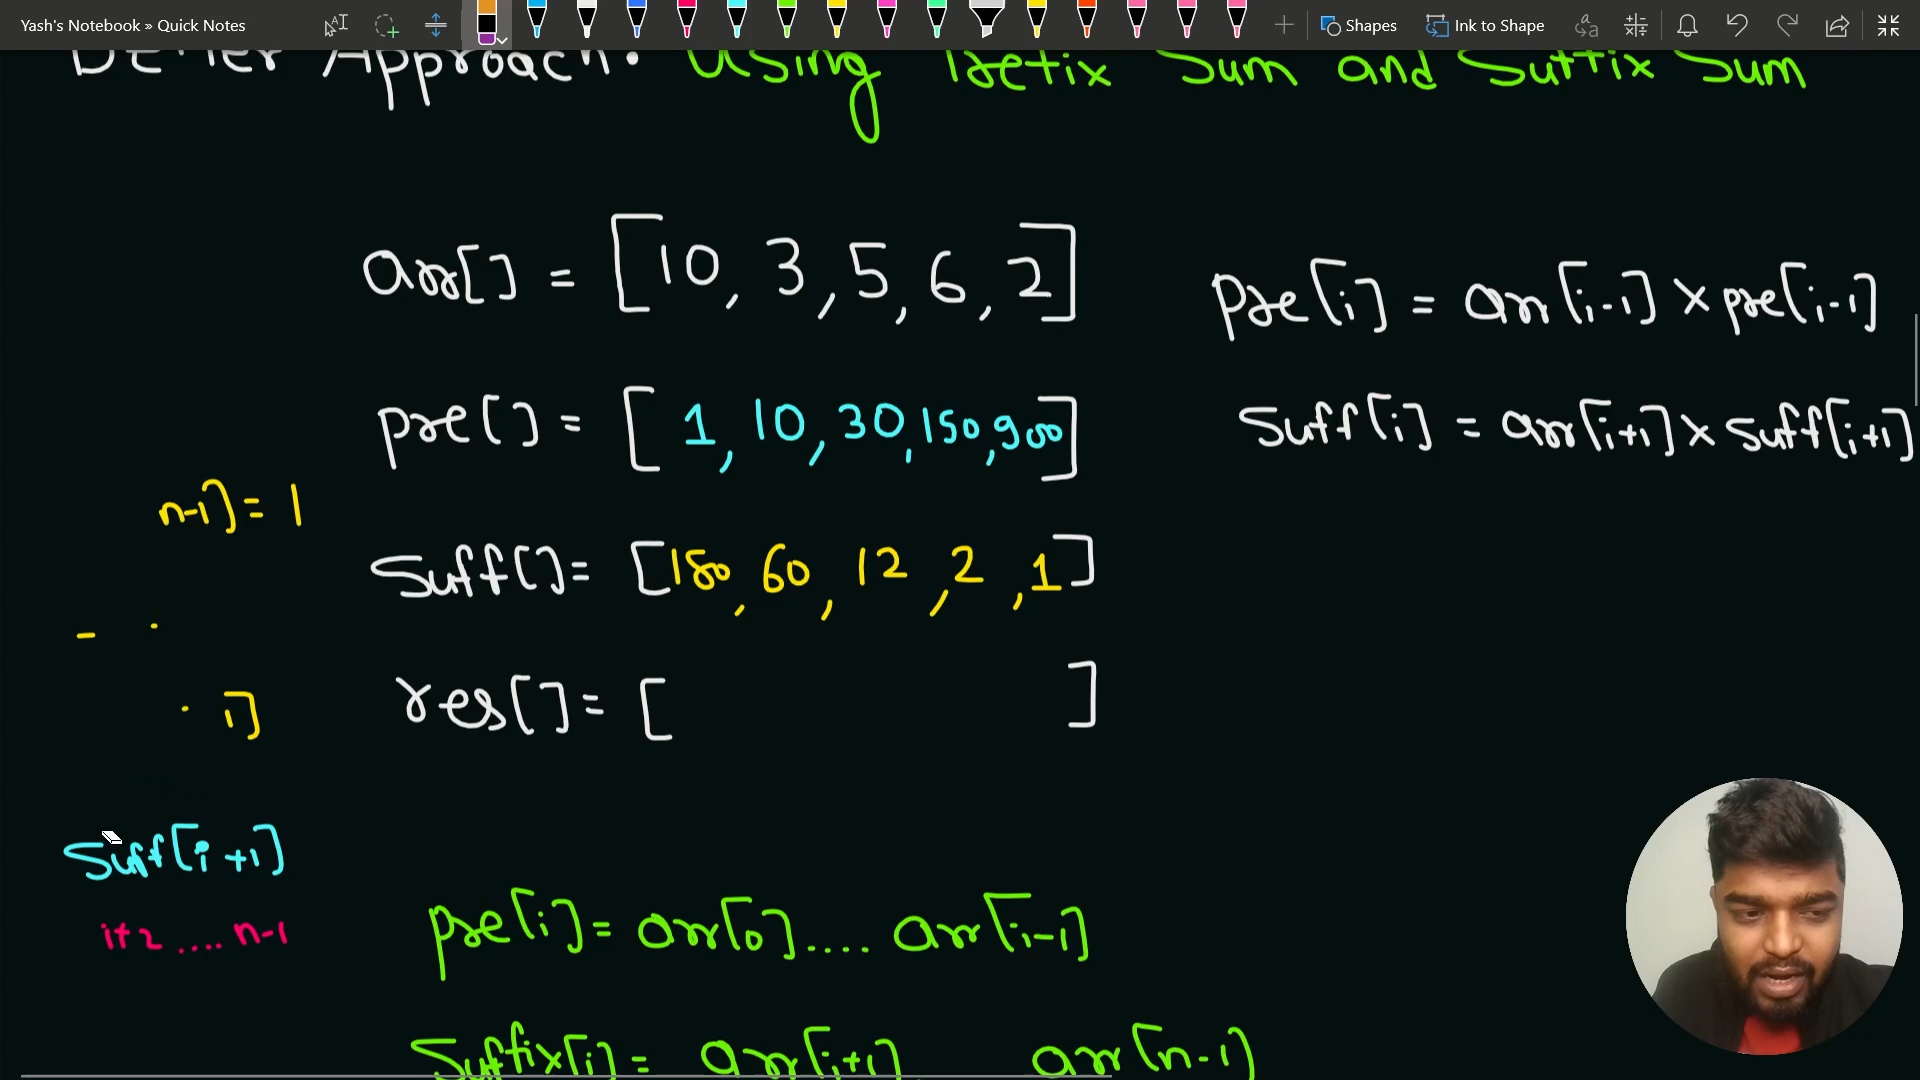 Yash's Notebook » Quick Notes
Shapes
Ink to Shape
Better Approach: Using Prefix Sum and Suffix Sum
arr[] = [10, 3, 5, 6, 2]
pre[i] = arr[i-1] × pre[i-1]
pre[] = [1, 10, 30, 150, 900]
suff[i] = arr[i+1] × suff[i+1]
n-1] = 1
suff[] = [180, 60, 12, 2, 1]
res[] = [ ]
1]
suff[i+1]
i+2 .... n-1
pre[i] = arr[0] .... arr[i-1]
Suffix[i] = arr[i+1] arr[n-1]